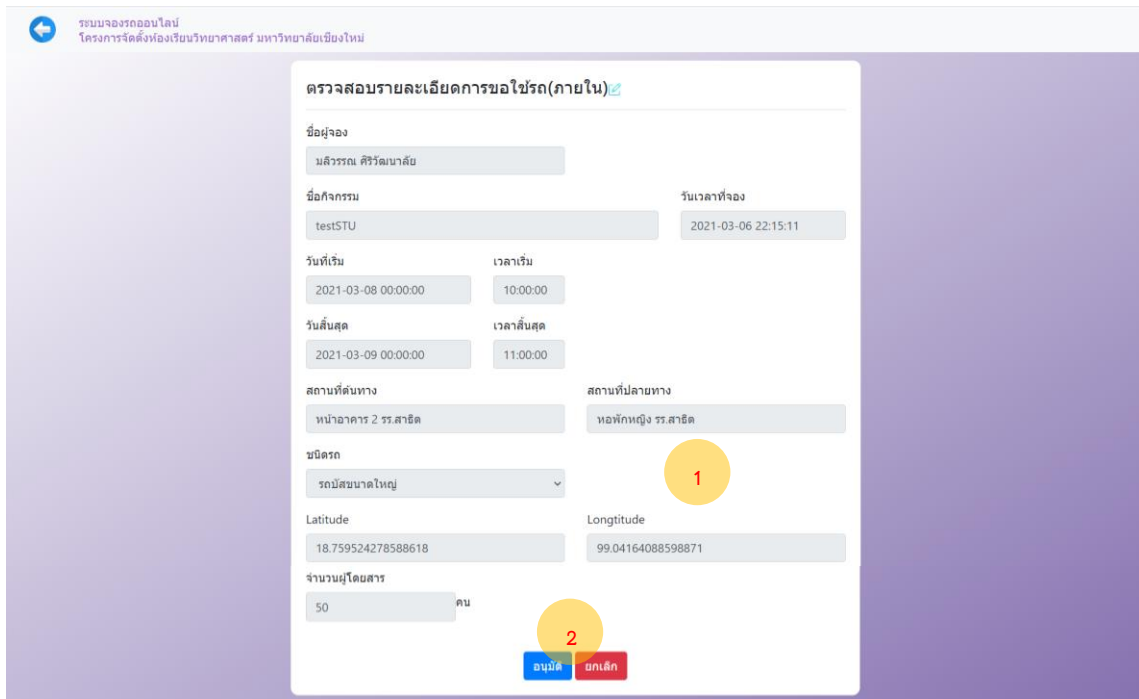 ระบบจองรถออนไลน์
โครงการจัดตั้งห้องเรียนวิทยาศาสตร์ มหาวิทยาลัยเชียงใหม่
ตรวจสอบรายละเอียดการขอใช้รถ(ภายใน)
ชื่อผู้จอง
มลิวรรณ ศิริวัฒนาลัย
ชื่อกิจกรรม วันเวลาที่จอง
testSTU 2021-03-06 22:15:11
วันที่เริ่ม เวลาเริ่ม
2021-03-08 00:00:00 10:00:00
วันสิ้นสุด เวลาสิ้นสุด
2021-03-09 00:00:00 11:00:00
สถานที่ต้นทาง สถานที่ปลายทาง
หน้าอาคาร 2 รร.สาธิต หอพักหญิง รร.สาธิต
ชนิดรถ
รถบัสขนาดใหญ่ 1
Latitude Longtitude
18.759524278588618 99.04164088598871
จำนวนผู้โดยสาร
50 คน
2
อนุมัติ ยกเลิก